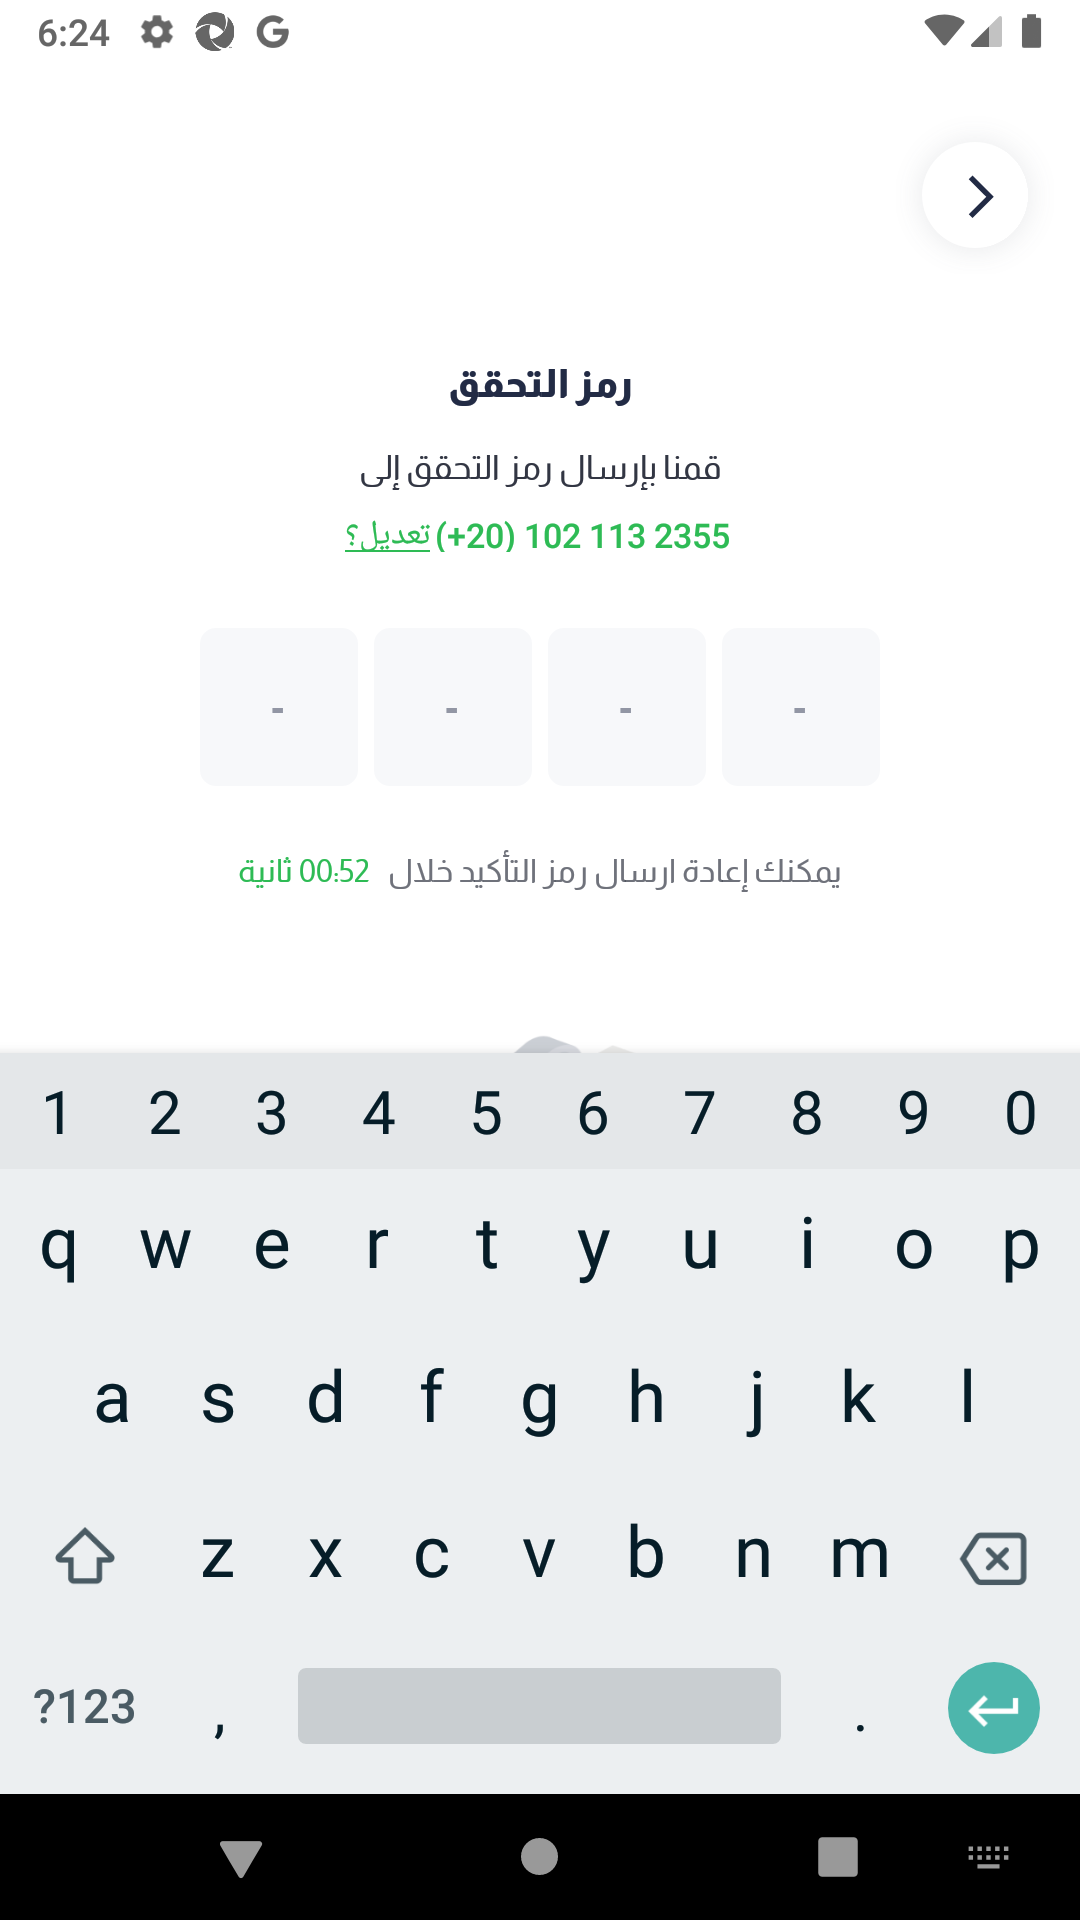 6:24
رمز التحقق
قمنا بإرسال رمز التحقق إلى
(+20) 102 113 2355 تعديل؟
- - - -
يمكنك إعادة ارسال رمز التأكيد خلال 00:52 ثانية
1 2 3 4 5 6 7 8 9 0
q w e r t y u i o p
a s d f g h j k l
z x c v b n m
?123 , .